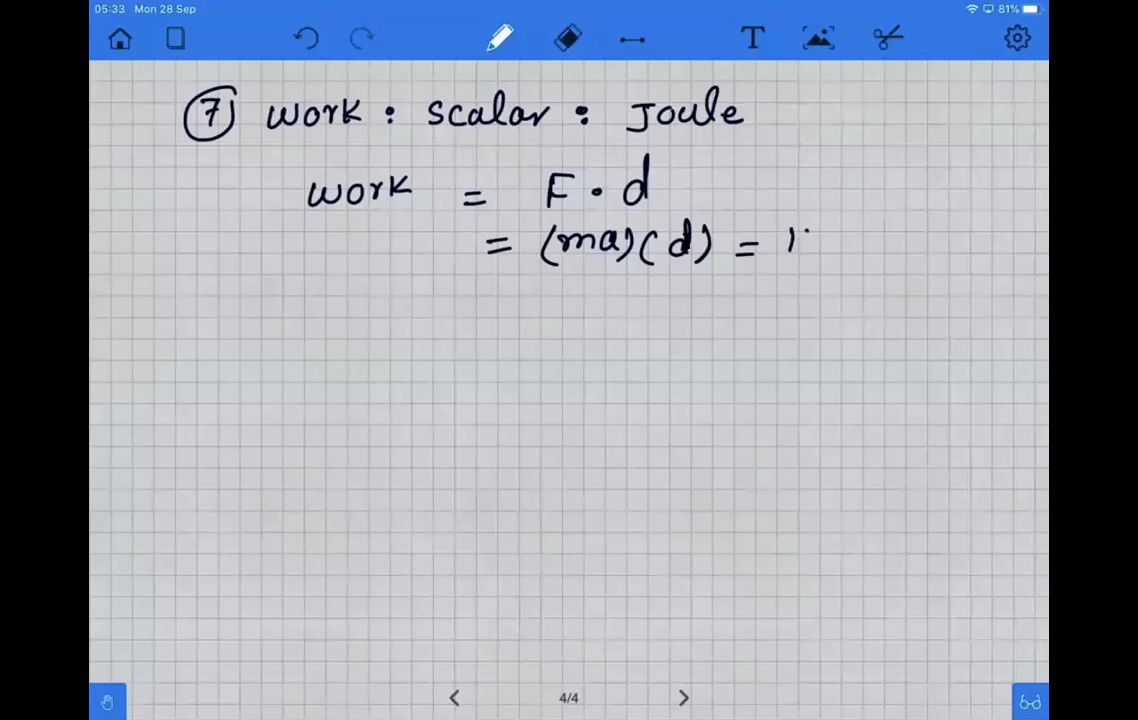 05:33 Mon 28 Sep 81%
T
7 work : scalar : Joule
work = F • d
= (ma)(d) =
4/4